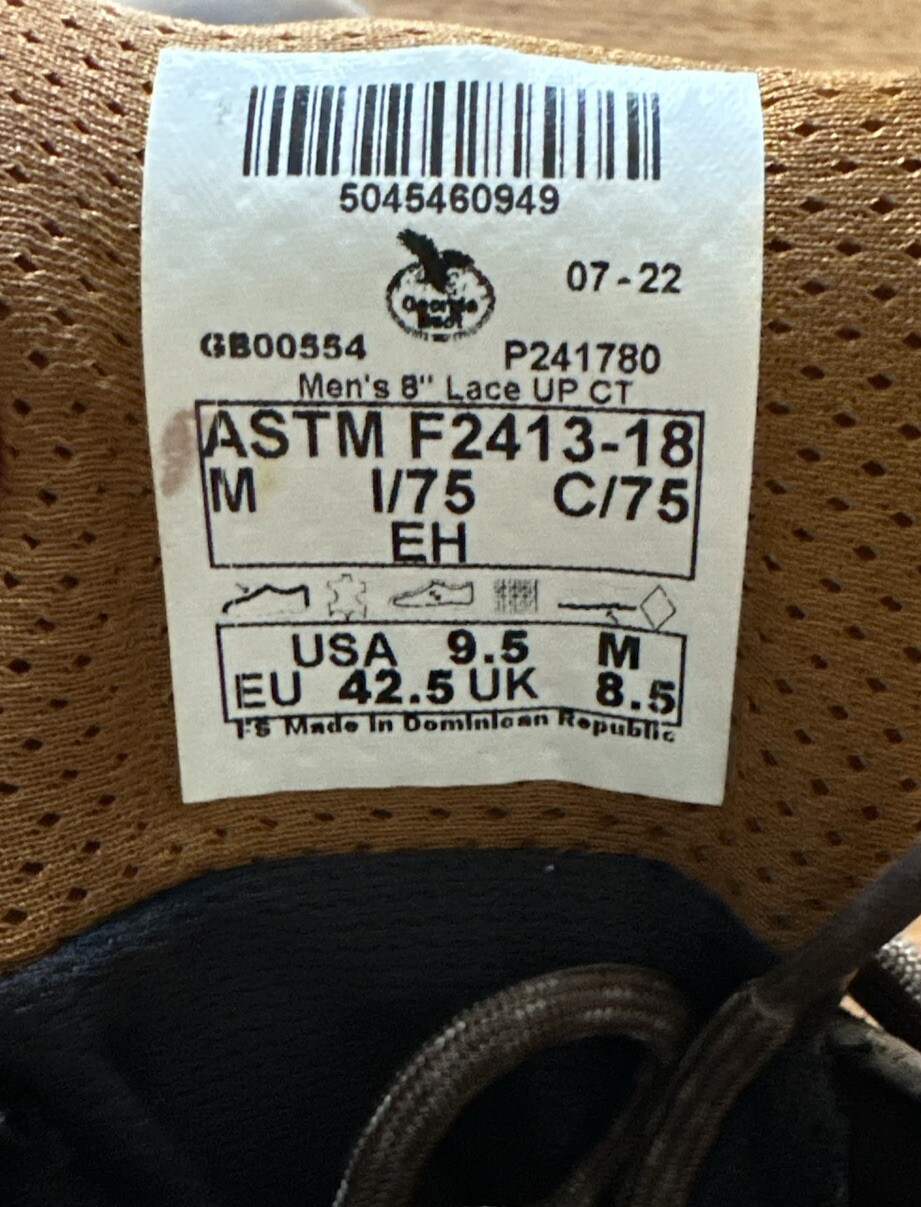 5045460949
Georgia
Boot
07-22
GB00554 P241780
Men's 8" Lace UP CT
ASTM F2413-18
M I/75 C/75
EH
USA 9.5 M
EU 42.5 UK 8.5
Made In Dominican Republic